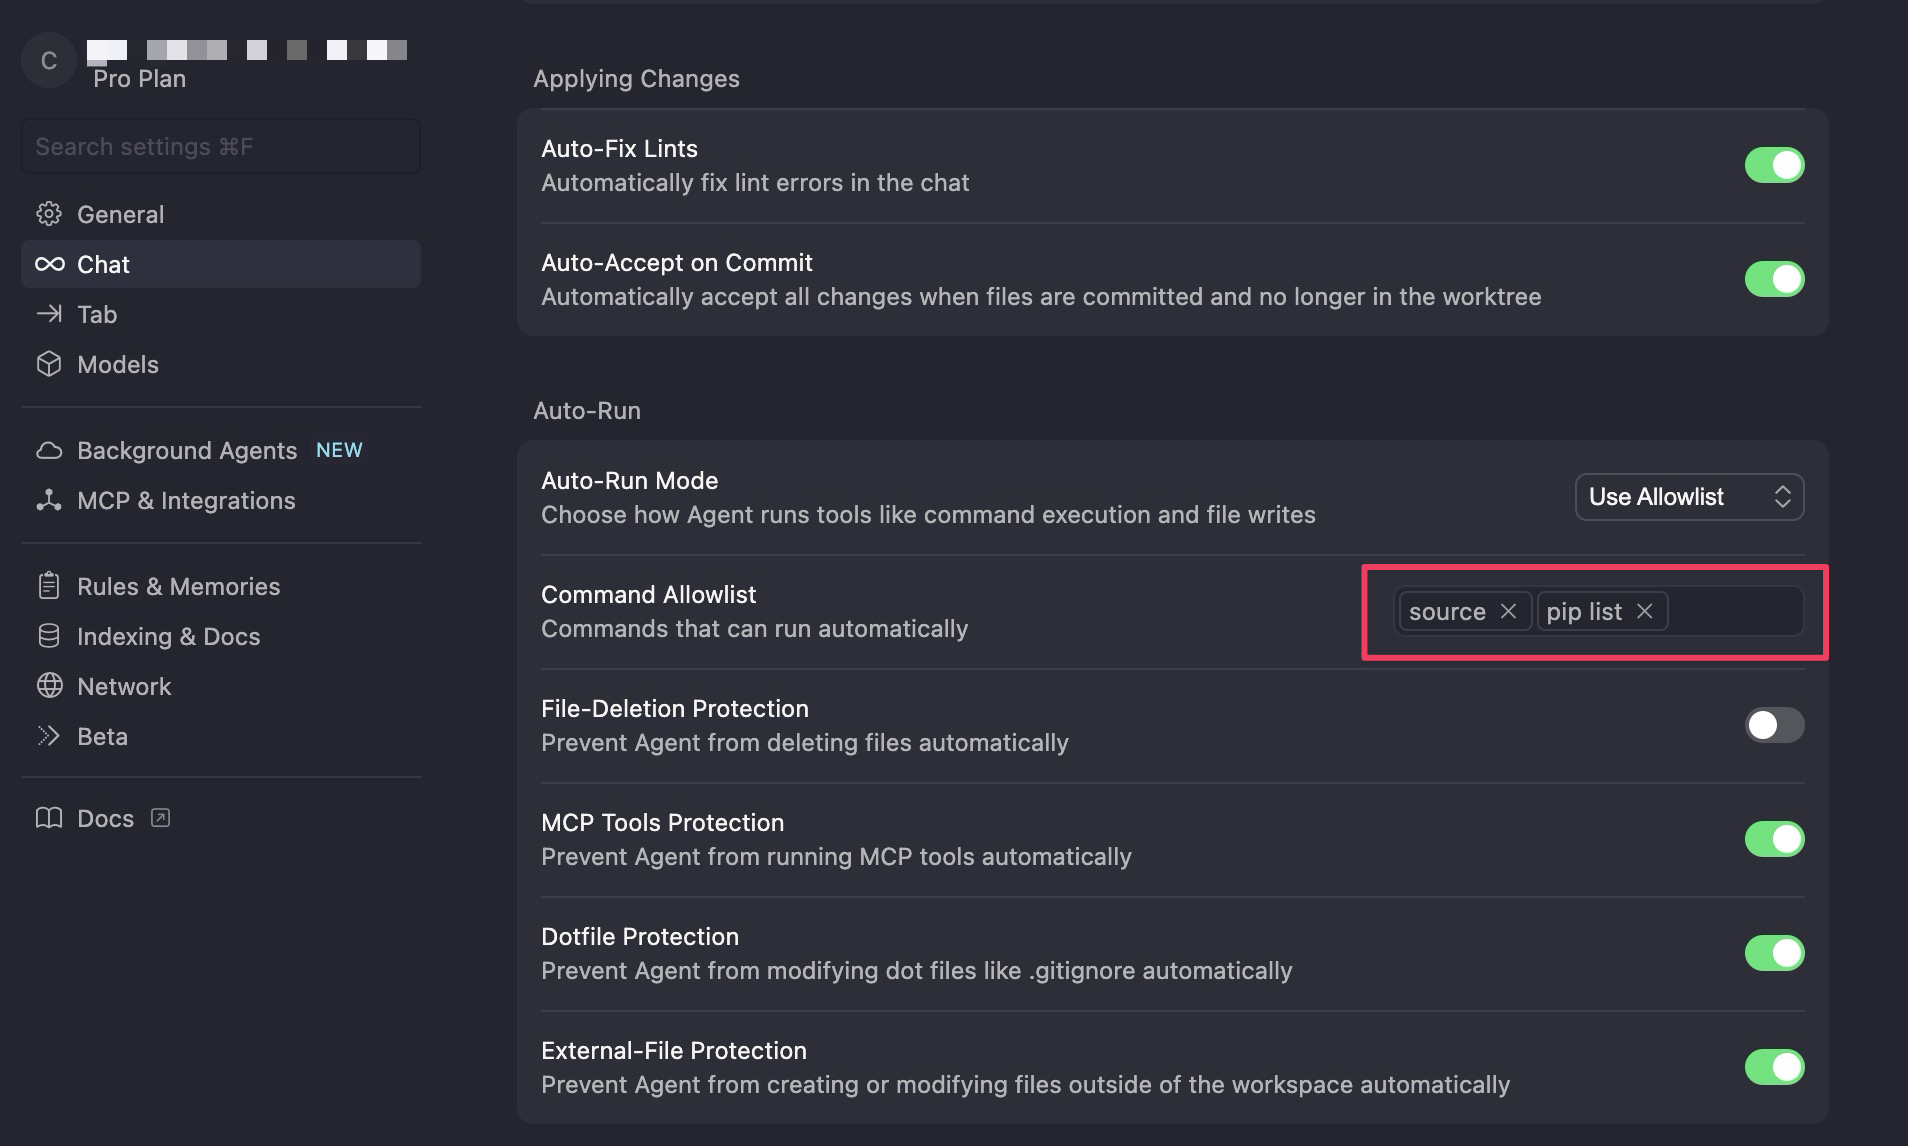 C
Pro Plan
Search settings ⌘F
General
Chat
Tab
Models
Background Agents NEW
MCP & Integrations
Rules & Memories
Indexing & Docs
Network
Beta
Docs
Applying Changes
Auto-Fix Lints
Automatically fix lint errors in the chat
Auto-Accept on Commit
Automatically accept all changes when files are committed and no longer in the worktree
Auto-Run
Auto-Run Mode
Choose how Agent runs tools like command execution and file writes
Use Allowlist
Command Allowlist
Commands that can run automatically
source
pip list
File-Deletion Protection
Prevent Agent from deleting files automatically
MCP Tools Protection
Prevent Agent from running MCP tools automatically
Dotfile Protection
Prevent Agent from modifying dot files like .gitignore automatically
External-File Protection
Prevent Agent from creating or modifying files outside of the workspace automatically